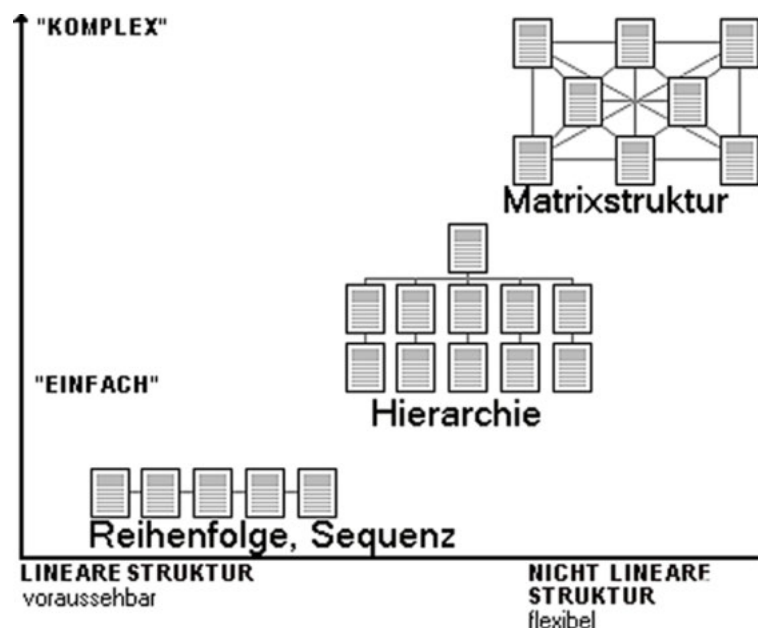 "KOMPLEX"
Matrixstruktur
"EINFACH"
Hierarchie
Reihenfolge, Sequenz
LINEARE STRUKTUR
voraussehbar
NICHT LINEARE
STRUKTUR
flexibel